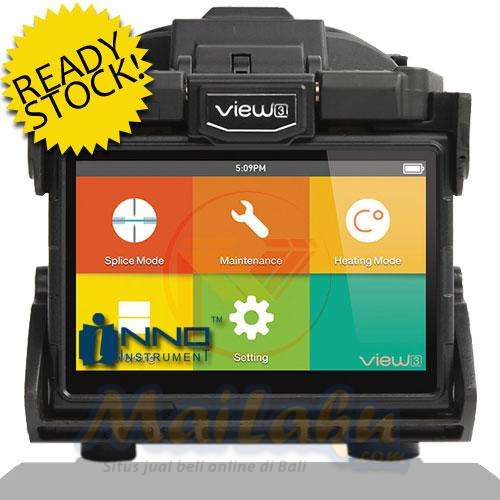 READY
STOCK!
view3
5:09PM
Splice Mode
Maintenance
Heating Mode
INNO
TM
INSTRUMENT
Setting
view3
MaiLaku
.com
Situs jual beli online di Bali